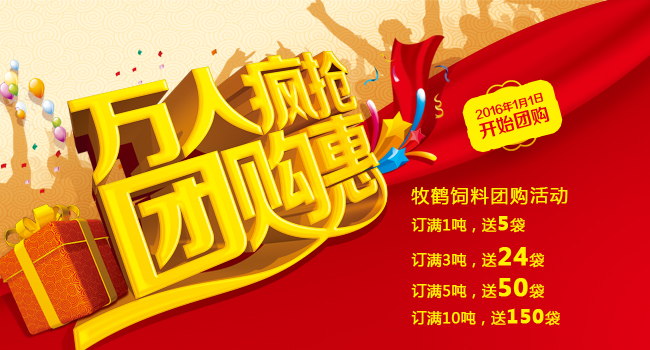 万人疯抢
团购惠
2016年1月1日
开始团购
牧鹤饲料团购活动
订满1吨，送5袋
订满3吨，送24袋
订满5吨，送50袋
订满10吨，送150袋